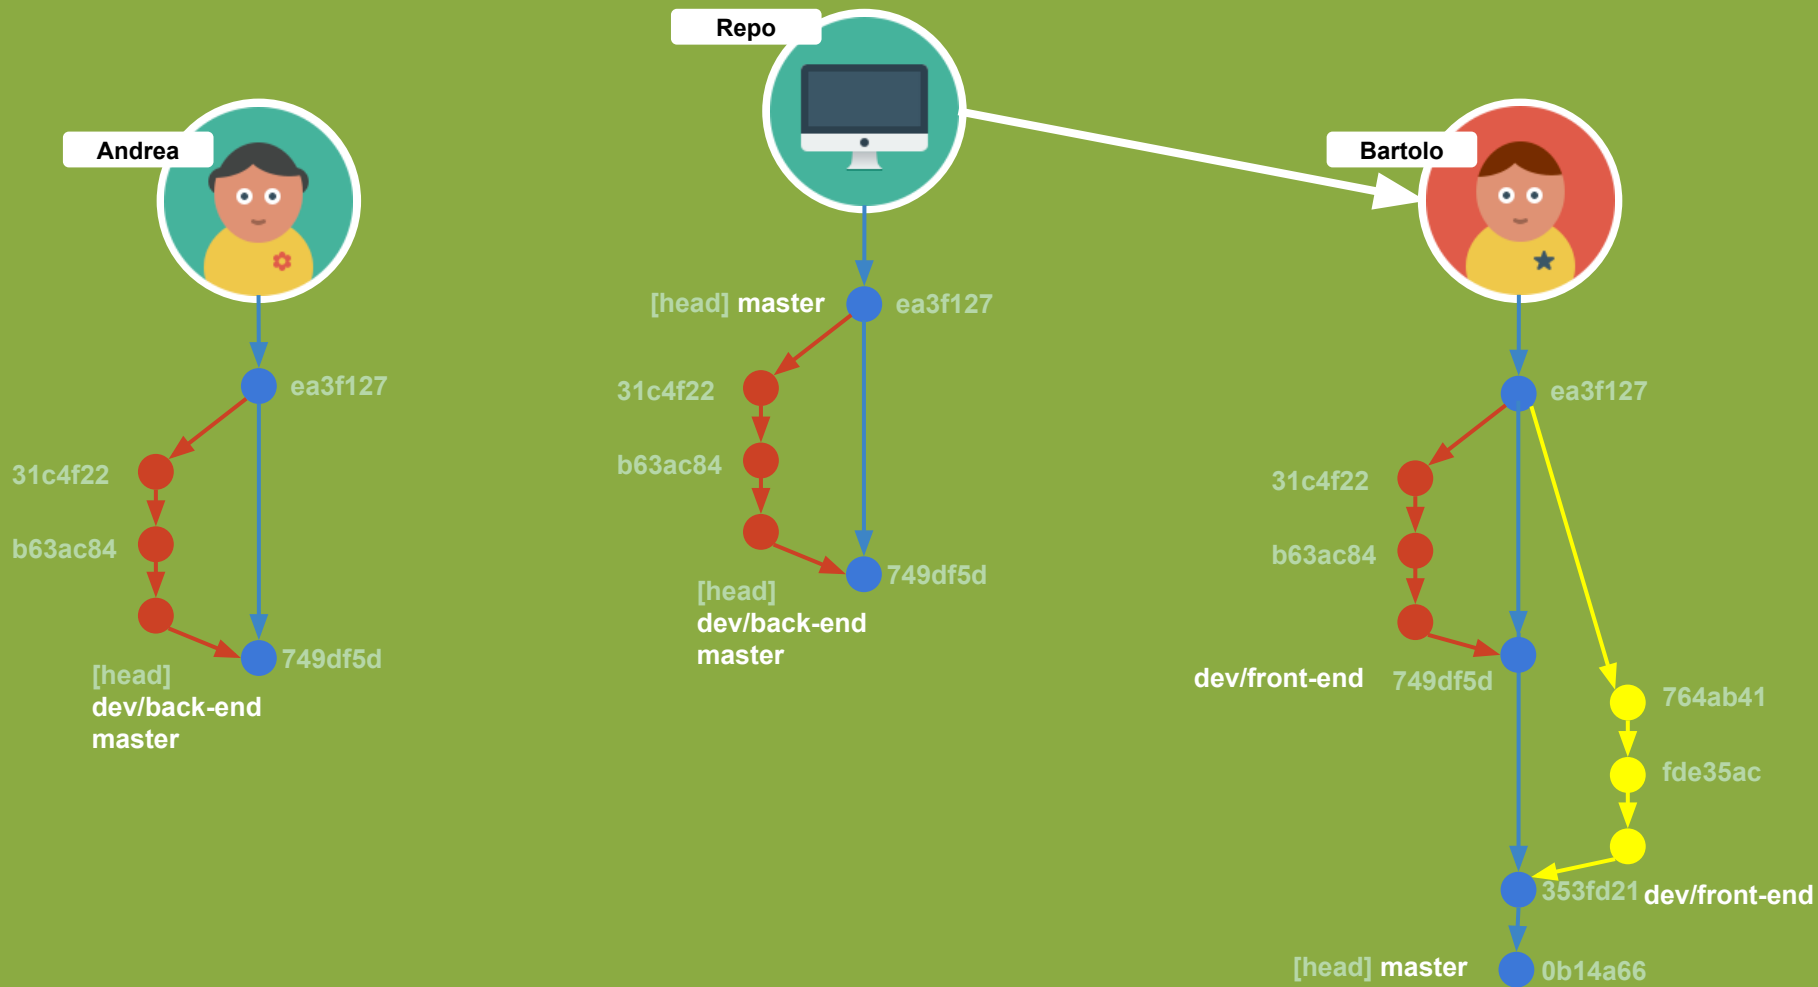 Repo
Andrea
Bartolo
[head] master
ea3f127
ea3f127
ea3f127
31c4f22
b63ac84
[head]
dev/back-end
master
749df5d
31c4f22
b63ac84
749df5d
[head]
dev/back-end
master
31c4f22
b63ac84
dev/front-end
749df5d
764ab41
fde35ac
353fd21
dev/front-end
[head] master
0b14a66